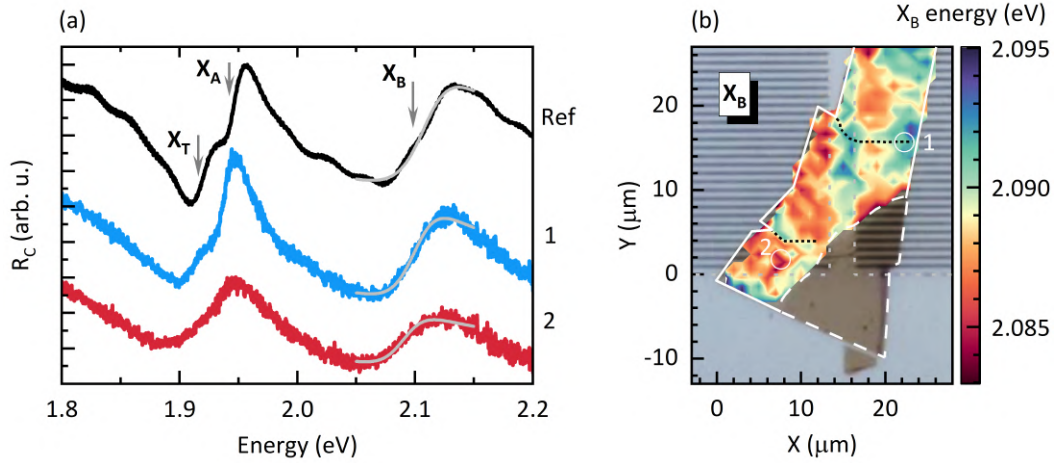 (a)
X_T
X_A
X_B
Ref
1
2
R_C (arb. u.)
1.8
1.9
2.0
2.1
2.2
Energy (eV)
(b)
X_B energy (eV)
X_B
1
2
20
10
0
-10
Y (μm)
0
10
20
X (μm)
2.095
2.090
2.085